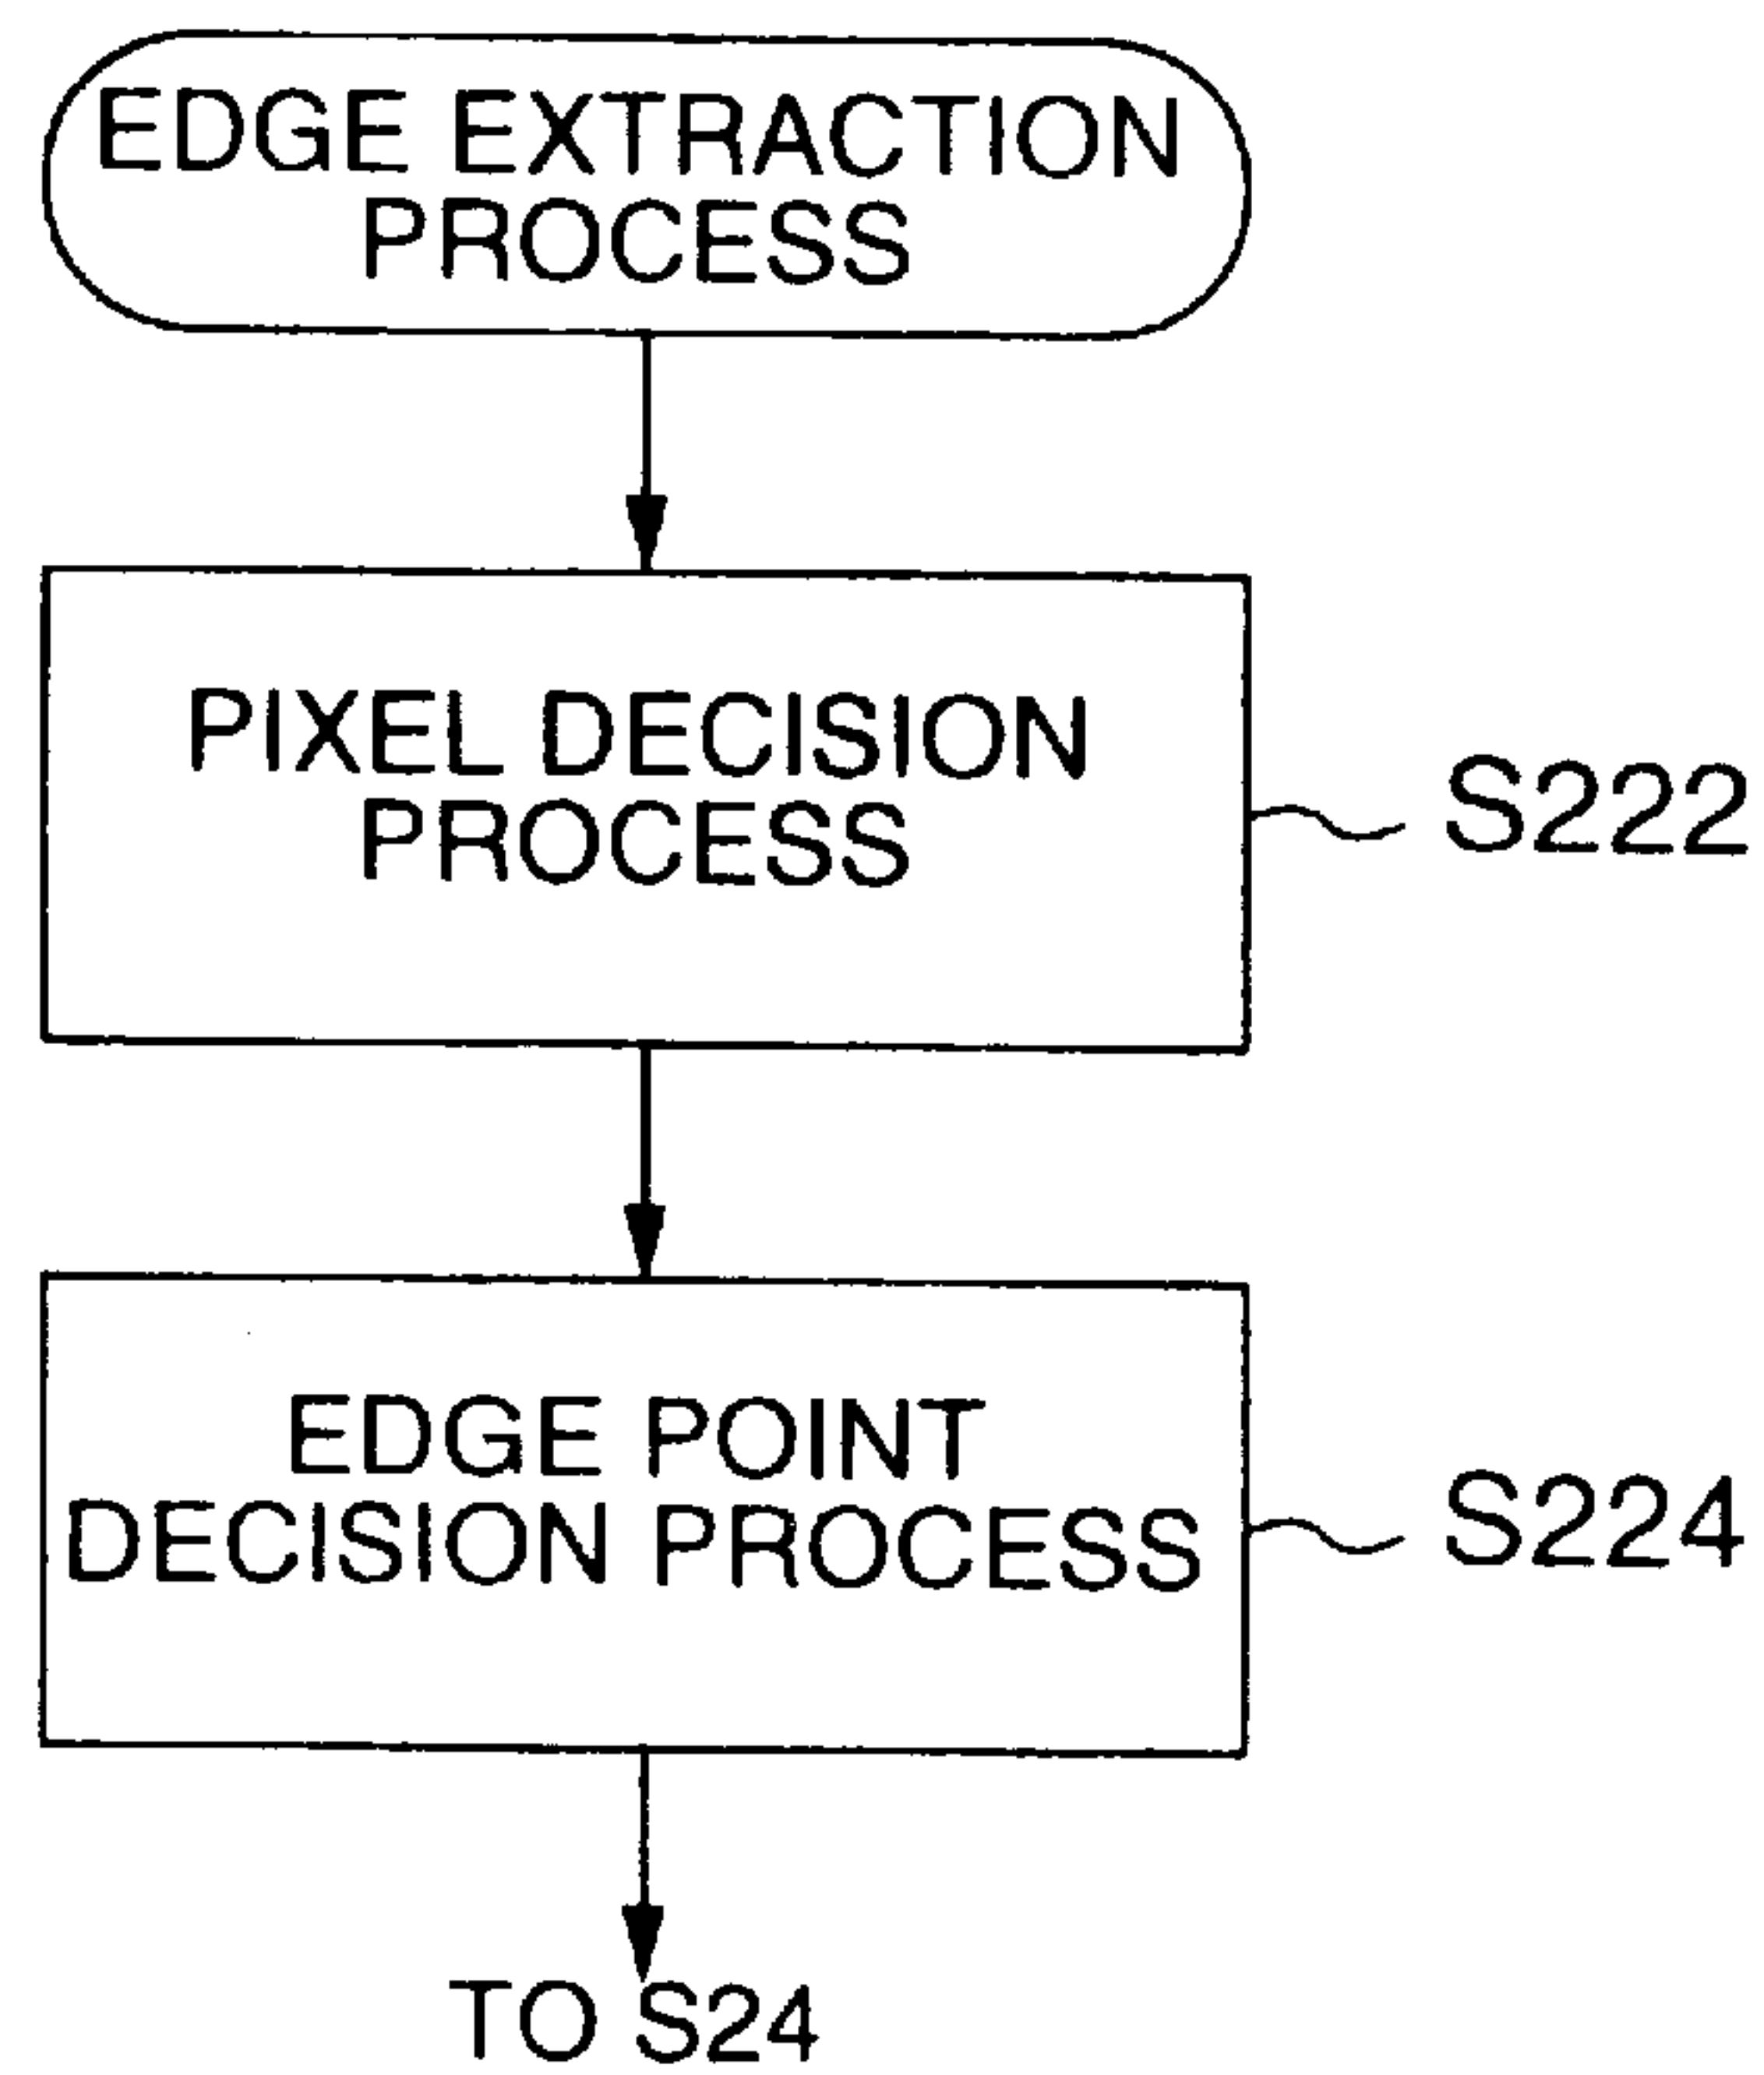 EDGE EXTRACTION
PROCESS
PIXEL DECISION
PROCESS
S222
EDGE POINT
DECISION PROCESS
S224
TO S24